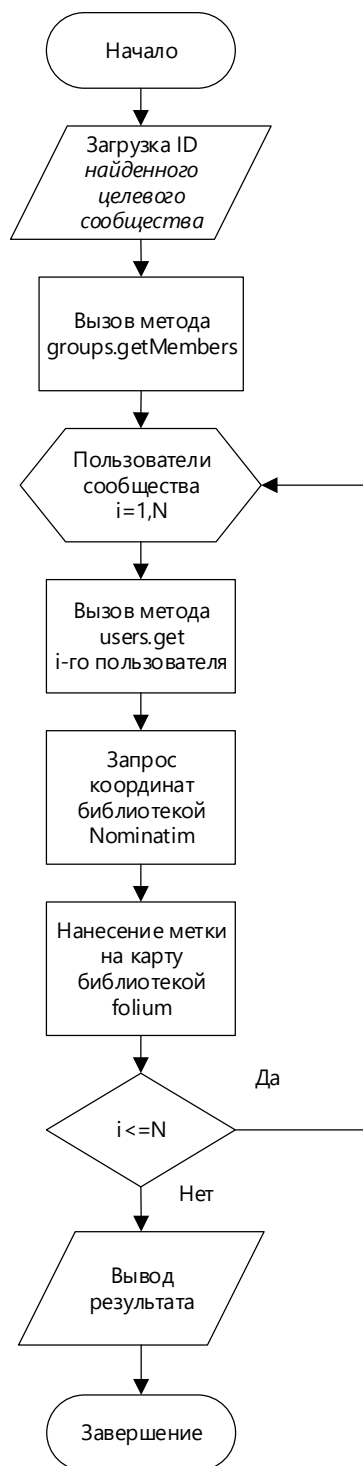 Начало
Загрузка ID
найденного
целевого
сообщества
Вызов метода
groups.getMembers
Пользователи
сообщества
i=1,N
Вызов метода
users.get
i-го пользователя
Запрос
координат
библиотекой
Nominatim
Нанесение метки
на карту
библиотекой
folium
Да
i<=N
Нет
Вывод
результата
Завершение